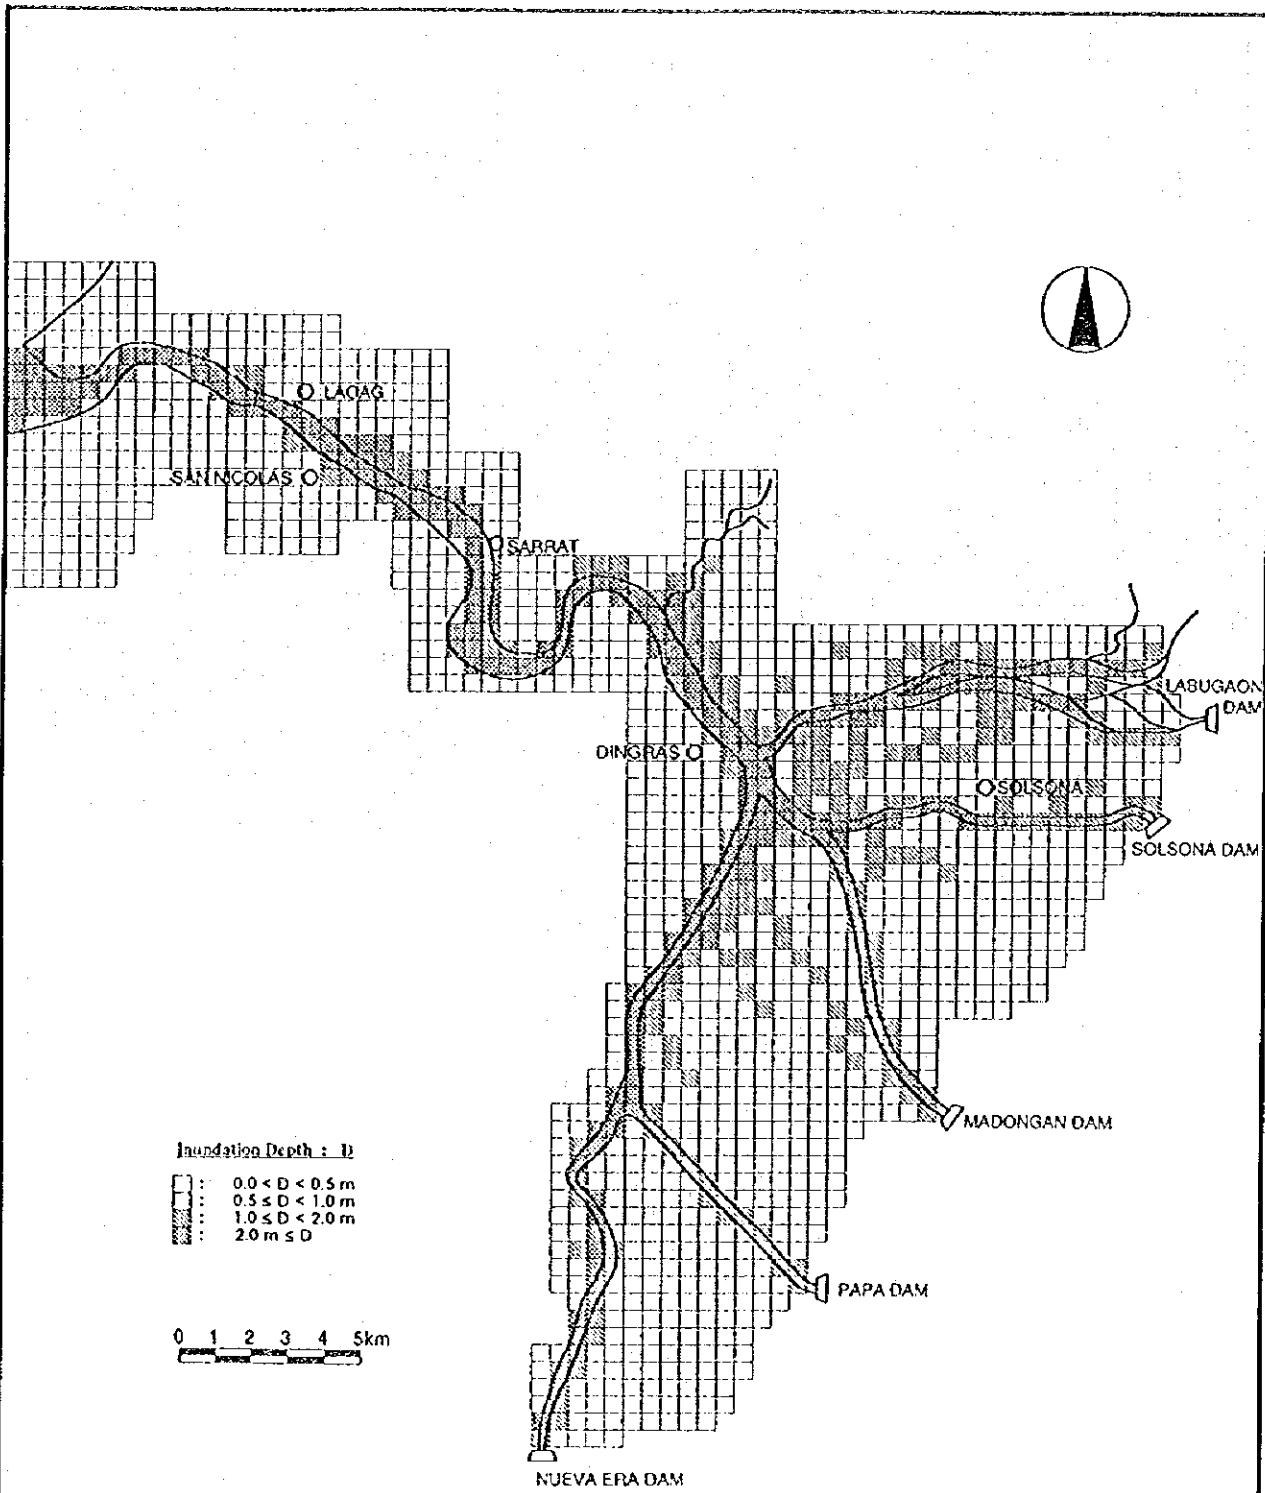 LAOAG
SAN NICOLAS
SARRAT
LABUGAON
DAM
DINGRAS
SOLSONA
SOLSONA DAM
MADONGAN DAM
Inundation Depth : D
: 0.0 < D < 0.5 m
: 0.5 ≤ D < 1.0 m
: 1.0 ≤ D < 2.0 m
: 2.0 m ≤ D
PAPA DAM
0 1 2 3 4 5km
NUEVA ERA DAM